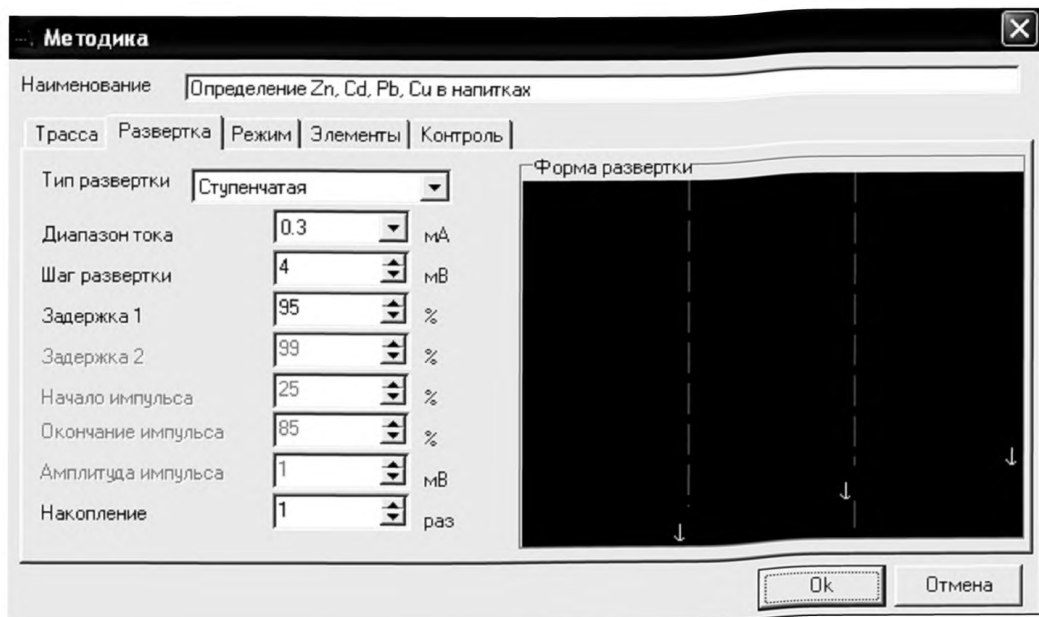 Методика
Наименование Определение Zn, Cd, Pb, Cu в напитках
Трасса Развертка Режим Элементы Контроль
Тип развертки Ступенчатая
Форма развертки
Диапазон тока 0.3 мА
Шаг развертки 4 мВ
Задержка 1 95 %
Задержка 2 99 %
Начало импульса 25 %
Окончание импульса 85 %
Амплитуда импульса 1 мВ
Накопление 1 раз
Ok Отмена